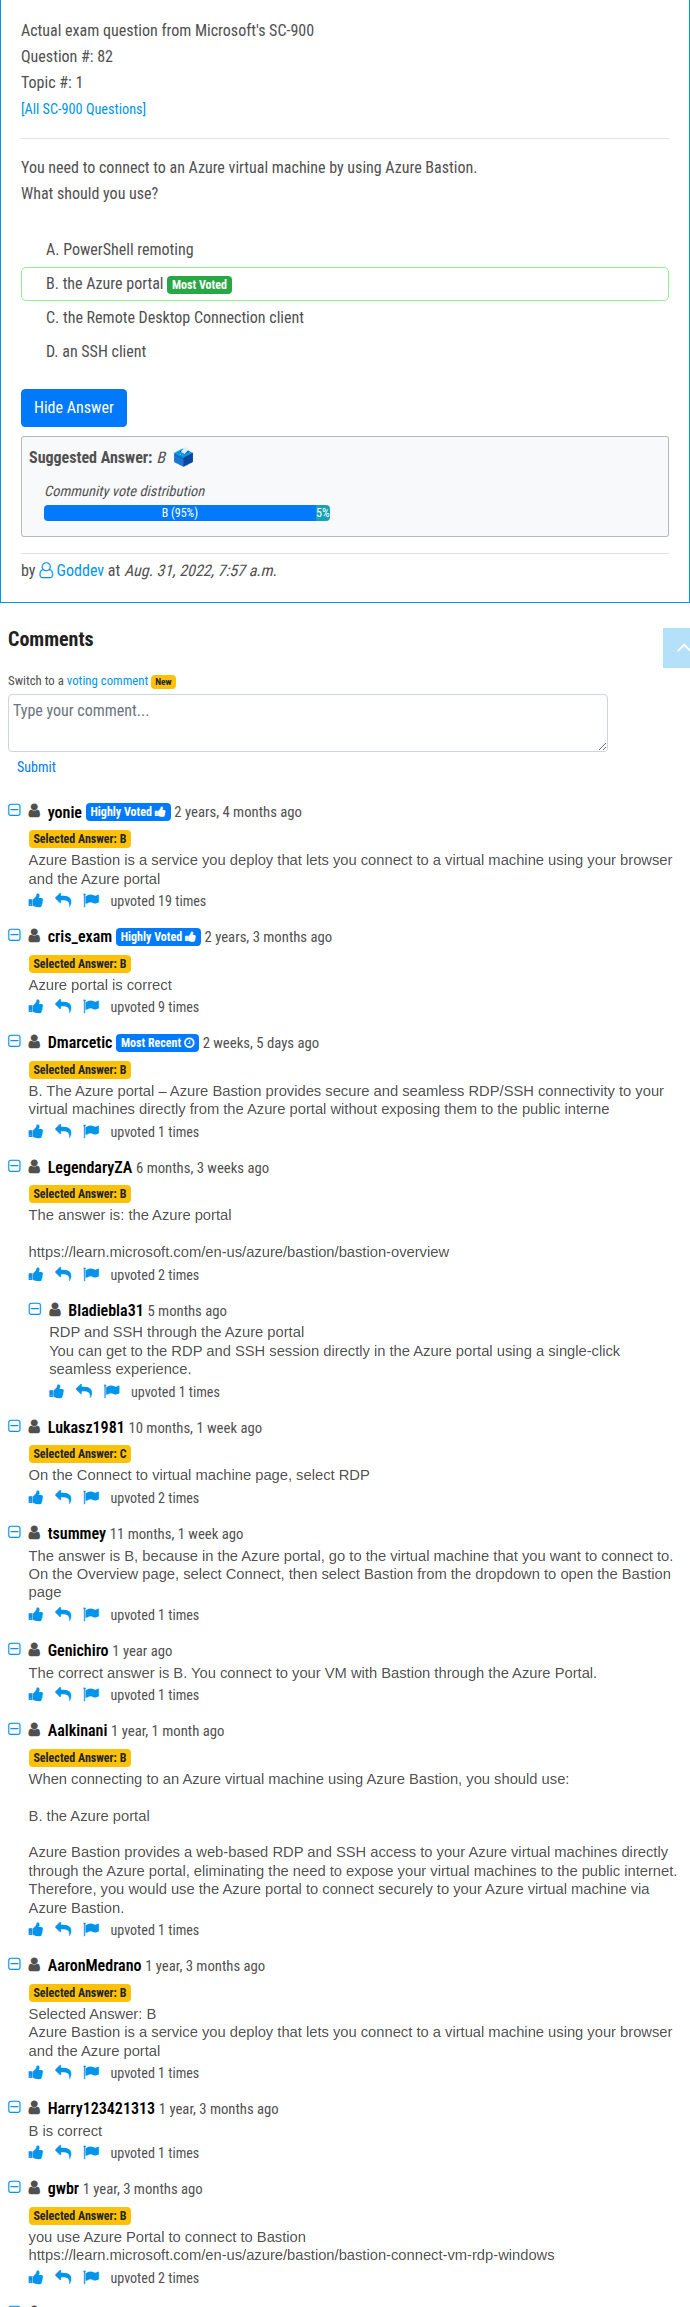 Actual exam question from Microsoft's SC-900
Question #: 82
Topic #: 1
[All SC-900 Questions]
You need to connect to an Azure virtual machine by using Azure Bastion.
What should you use?
A. PowerShell remoting
B. the Azure portal Most Voted
C. the Remote Desktop Connection client
D. an SSH client
Hide Answer
Suggested Answer: B
Community vote distribution
B (95%) 5%
by Goddev at Aug. 31, 2022, 7:57 a.m.
Comments
Switch to a voting comment New
Type your comment...
Submit
yonie Highly Voted 2 years, 4 months ago
Selected Answer: B
Azure Bastion is a service you deploy that lets you connect to a virtual machine using your browser
and the Azure portal
upvoted 19 times
cris_exam Highly Voted 2 years, 3 months ago
Selected Answer: B
Azure portal is correct
upvoted 9 times
Dmarcetic Most Recent 2 weeks, 5 days ago
Selected Answer: B
B. The Azure portal – Azure Bastion provides secure and seamless RDP/SSH connectivity to your
virtual machines directly from the Azure portal without exposing them to the public interne
upvoted 1 times
LegendaryZA 6 months, 3 weeks ago
Selected Answer: B
The answer is: the Azure portal
https://learn.microsoft.com/en-us/azure/bastion/bastion-overview
upvoted 2 times
Bladiebla31 5 months ago
RDP and SSH through the Azure portal
You can get to the RDP and SSH session directly in the Azure portal using a single-click
seamless experience.
upvoted 1 times
Lukasz1981 10 months, 1 week ago
Selected Answer: C
On the Connect to virtual machine page, select RDP
upvoted 2 times
tsummey 11 months, 1 week ago
The answer is B, because in the Azure portal, go to the virtual machine that you want to connect to.
On the Overview page, select Connect, then select Bastion from the dropdown to open the Bastion
page
upvoted 1 times
Genichiro 1 year ago
The correct answer is B. You connect to your VM with Bastion through the Azure Portal.
upvoted 1 times
Aalkinani 1 year, 1 month ago
Selected Answer: B
When connecting to an Azure virtual machine using Azure Bastion, you should use:
B. the Azure portal
Azure Bastion provides a web-based RDP and SSH access to your Azure virtual machines directly
through the Azure portal, eliminating the need to expose your virtual machines to the public internet.
Therefore, you would use the Azure portal to connect securely to your Azure virtual machine via
Azure Bastion.
upvoted 1 times
AaronMedrano 1 year, 3 months ago
Selected Answer: B
Selected Answer: B
Azure Bastion is a service you deploy that lets you connect to a virtual machine using your browser
and the Azure portal
upvoted 1 times
Harry123421313 1 year, 3 months ago
B is correct
upvoted 1 times
gwbr 1 year, 3 months ago
Selected Answer: B
you use Azure Portal to connect to Bastion
https://learn.microsoft.com/en-us/azure/bastion/bastion-connect-vm-rdp-windows
upvoted 2 times